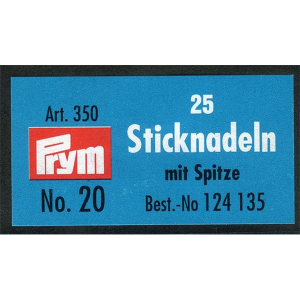 Art. 350
Prym
No. 20
25
Sticknadeln
mit Spitze
Best.-No 124 135